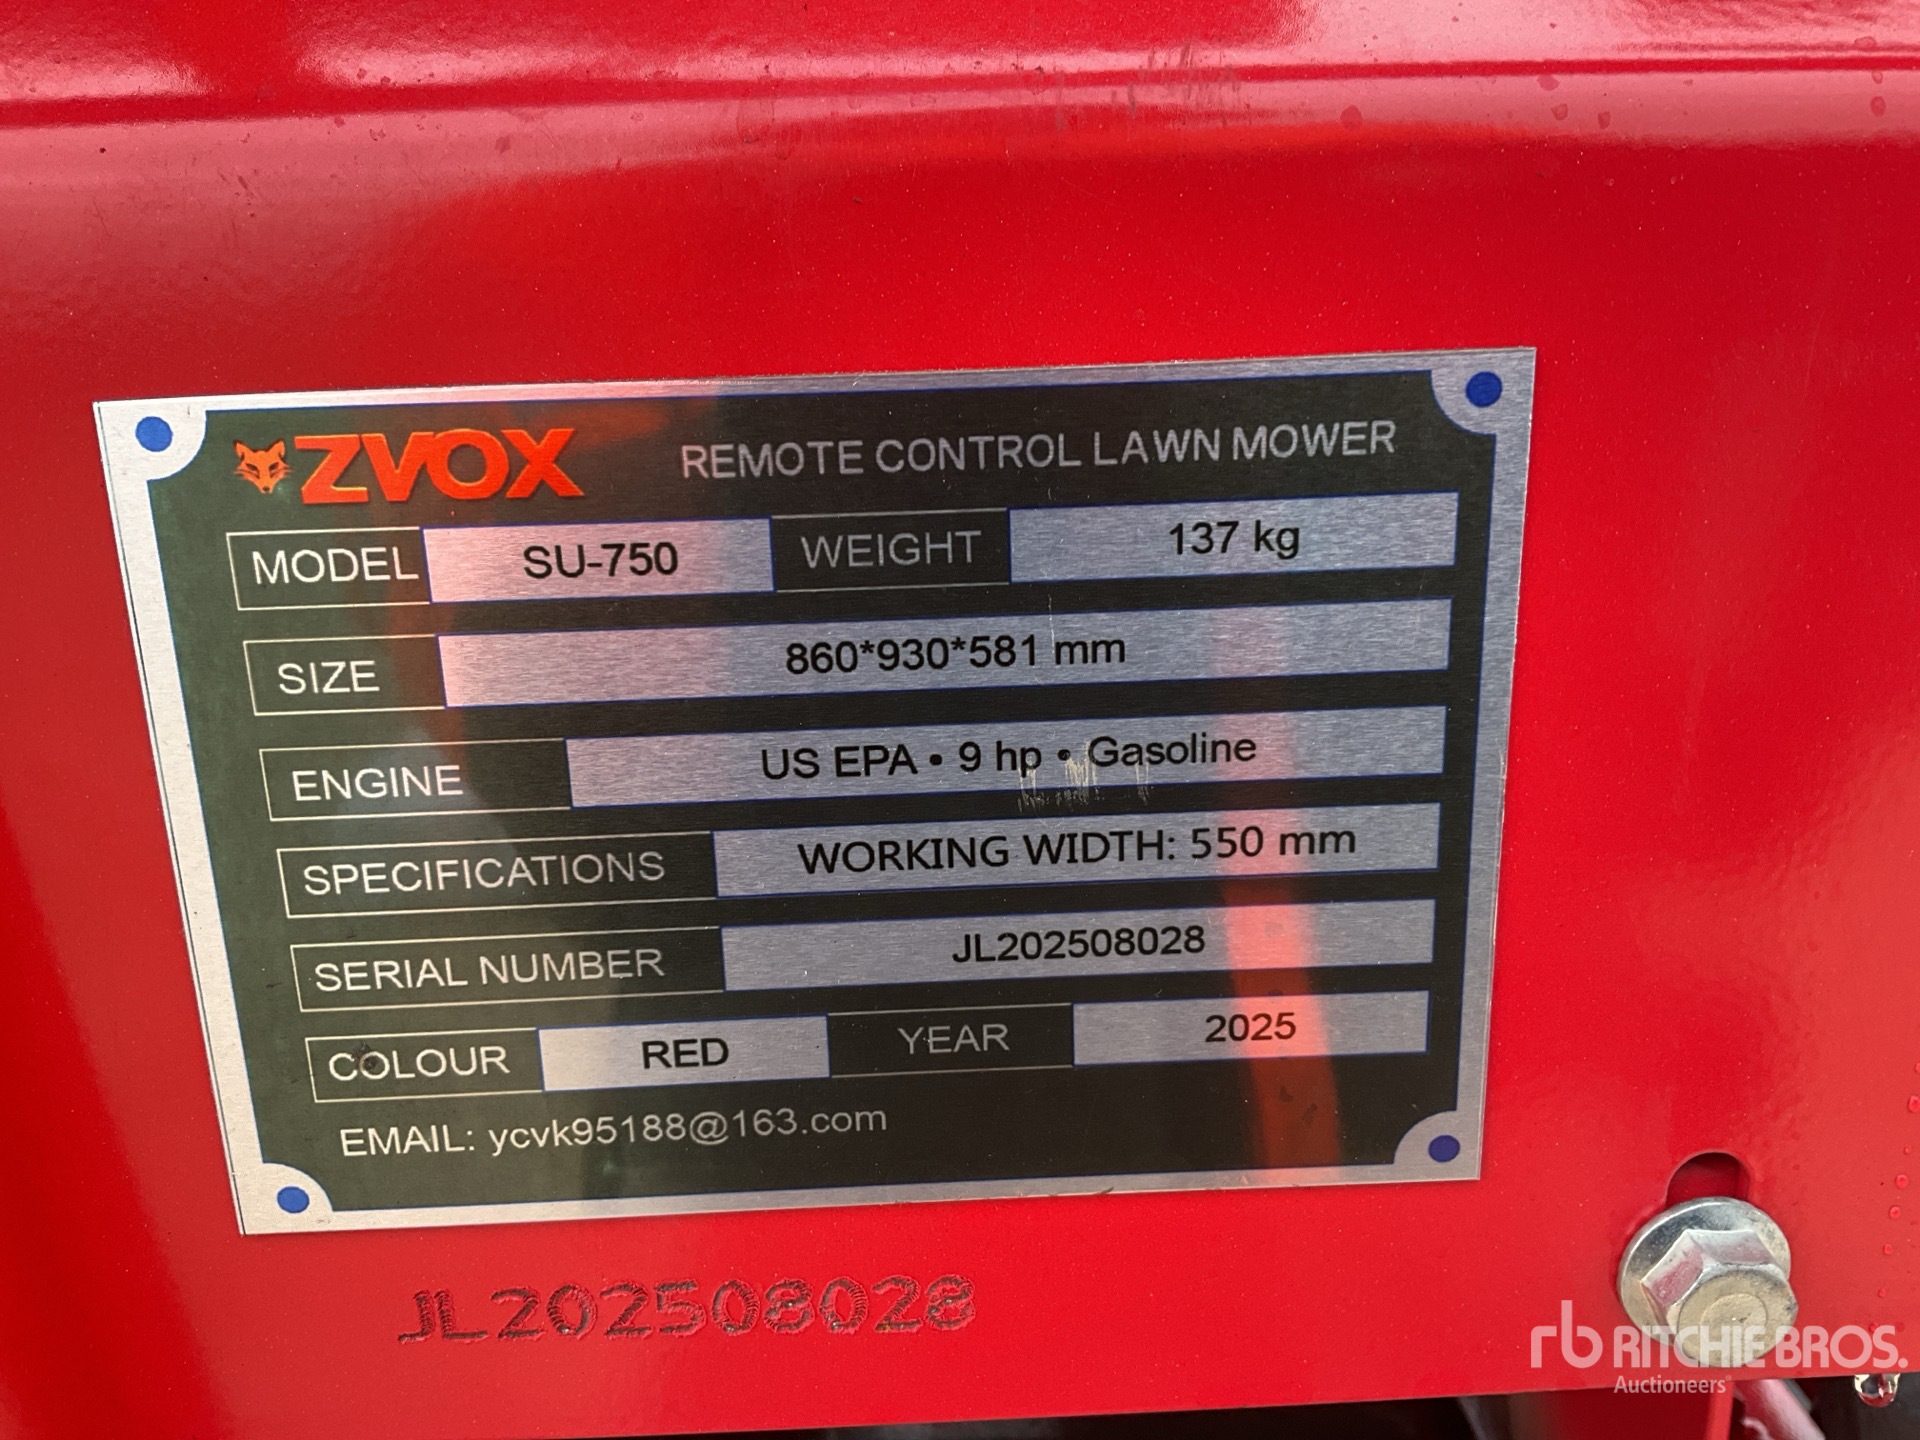 ZVOX REMOTE CONTROL LAWN MOWER
MODEL SU-750 WEIGHT 137 kg
SIZE 860*930*581 mm
ENGINE US EPA • 9 hp • Gasoline
SPECIFICATIONS WORKING WIDTH: 550 mm
SERIAL NUMBER JL202508028
COLOUR RED YEAR 2025
EMAIL: ycvk95188@163.com
JL202508028
rb RITCHIE BROS.
Auctioneers